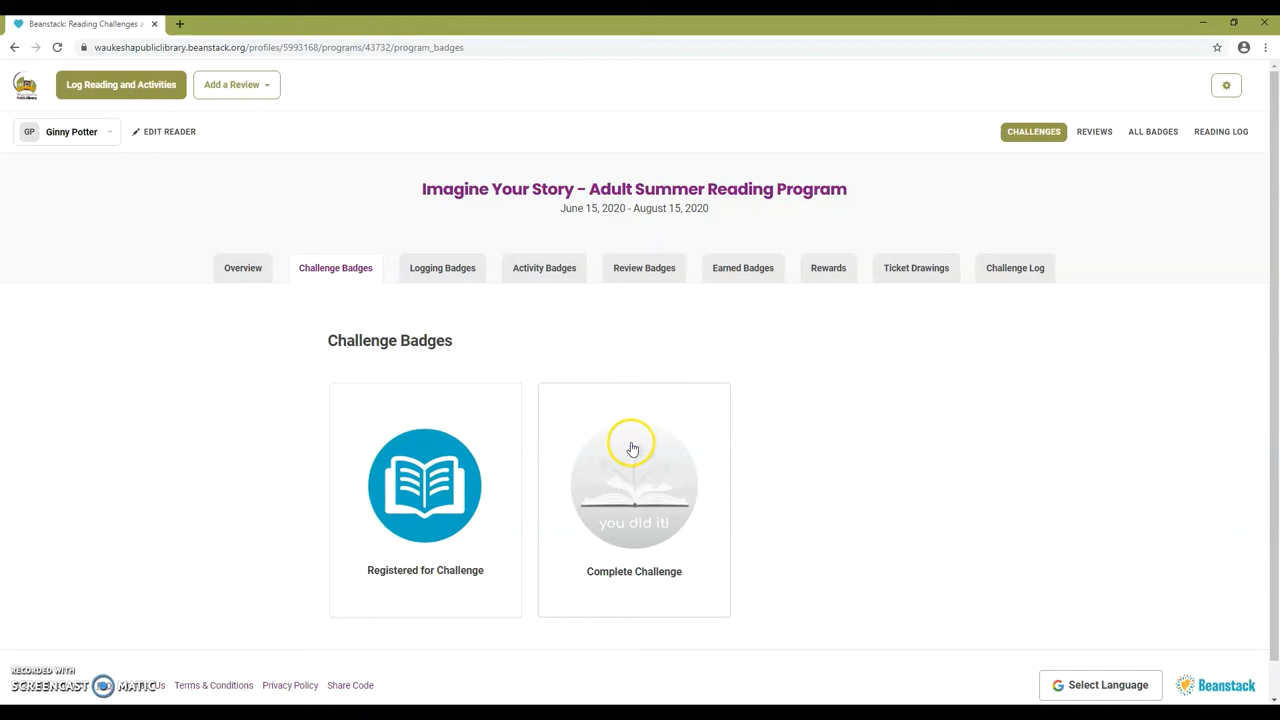 Beanstack: Reading Challenges a
waukeshapubliclibrary.beanstack.org/profiles/5993168/programs/43732/program_badges
Log Reading and Activities
Add a Review
GP Ginny Potter
EDIT READER
CHALLENGES
REVIEWS
ALL BADGES
READING LOG
Imagine Your Story - Adult Summer Reading Program
June 15, 2020 - August 15, 2020
Overview
Challenge Badges
Logging Badges
Activity Badges
Review Badges
Earned Badges
Rewards
Ticket Drawings
Challenge Log
Challenge Badges
you did it!
Registered for Challenge
Complete Challenge
RECORDED WITH
SCREENCAST MATIC
Terms & Conditions
Privacy Policy
Share Code
Select Language
Beanstack